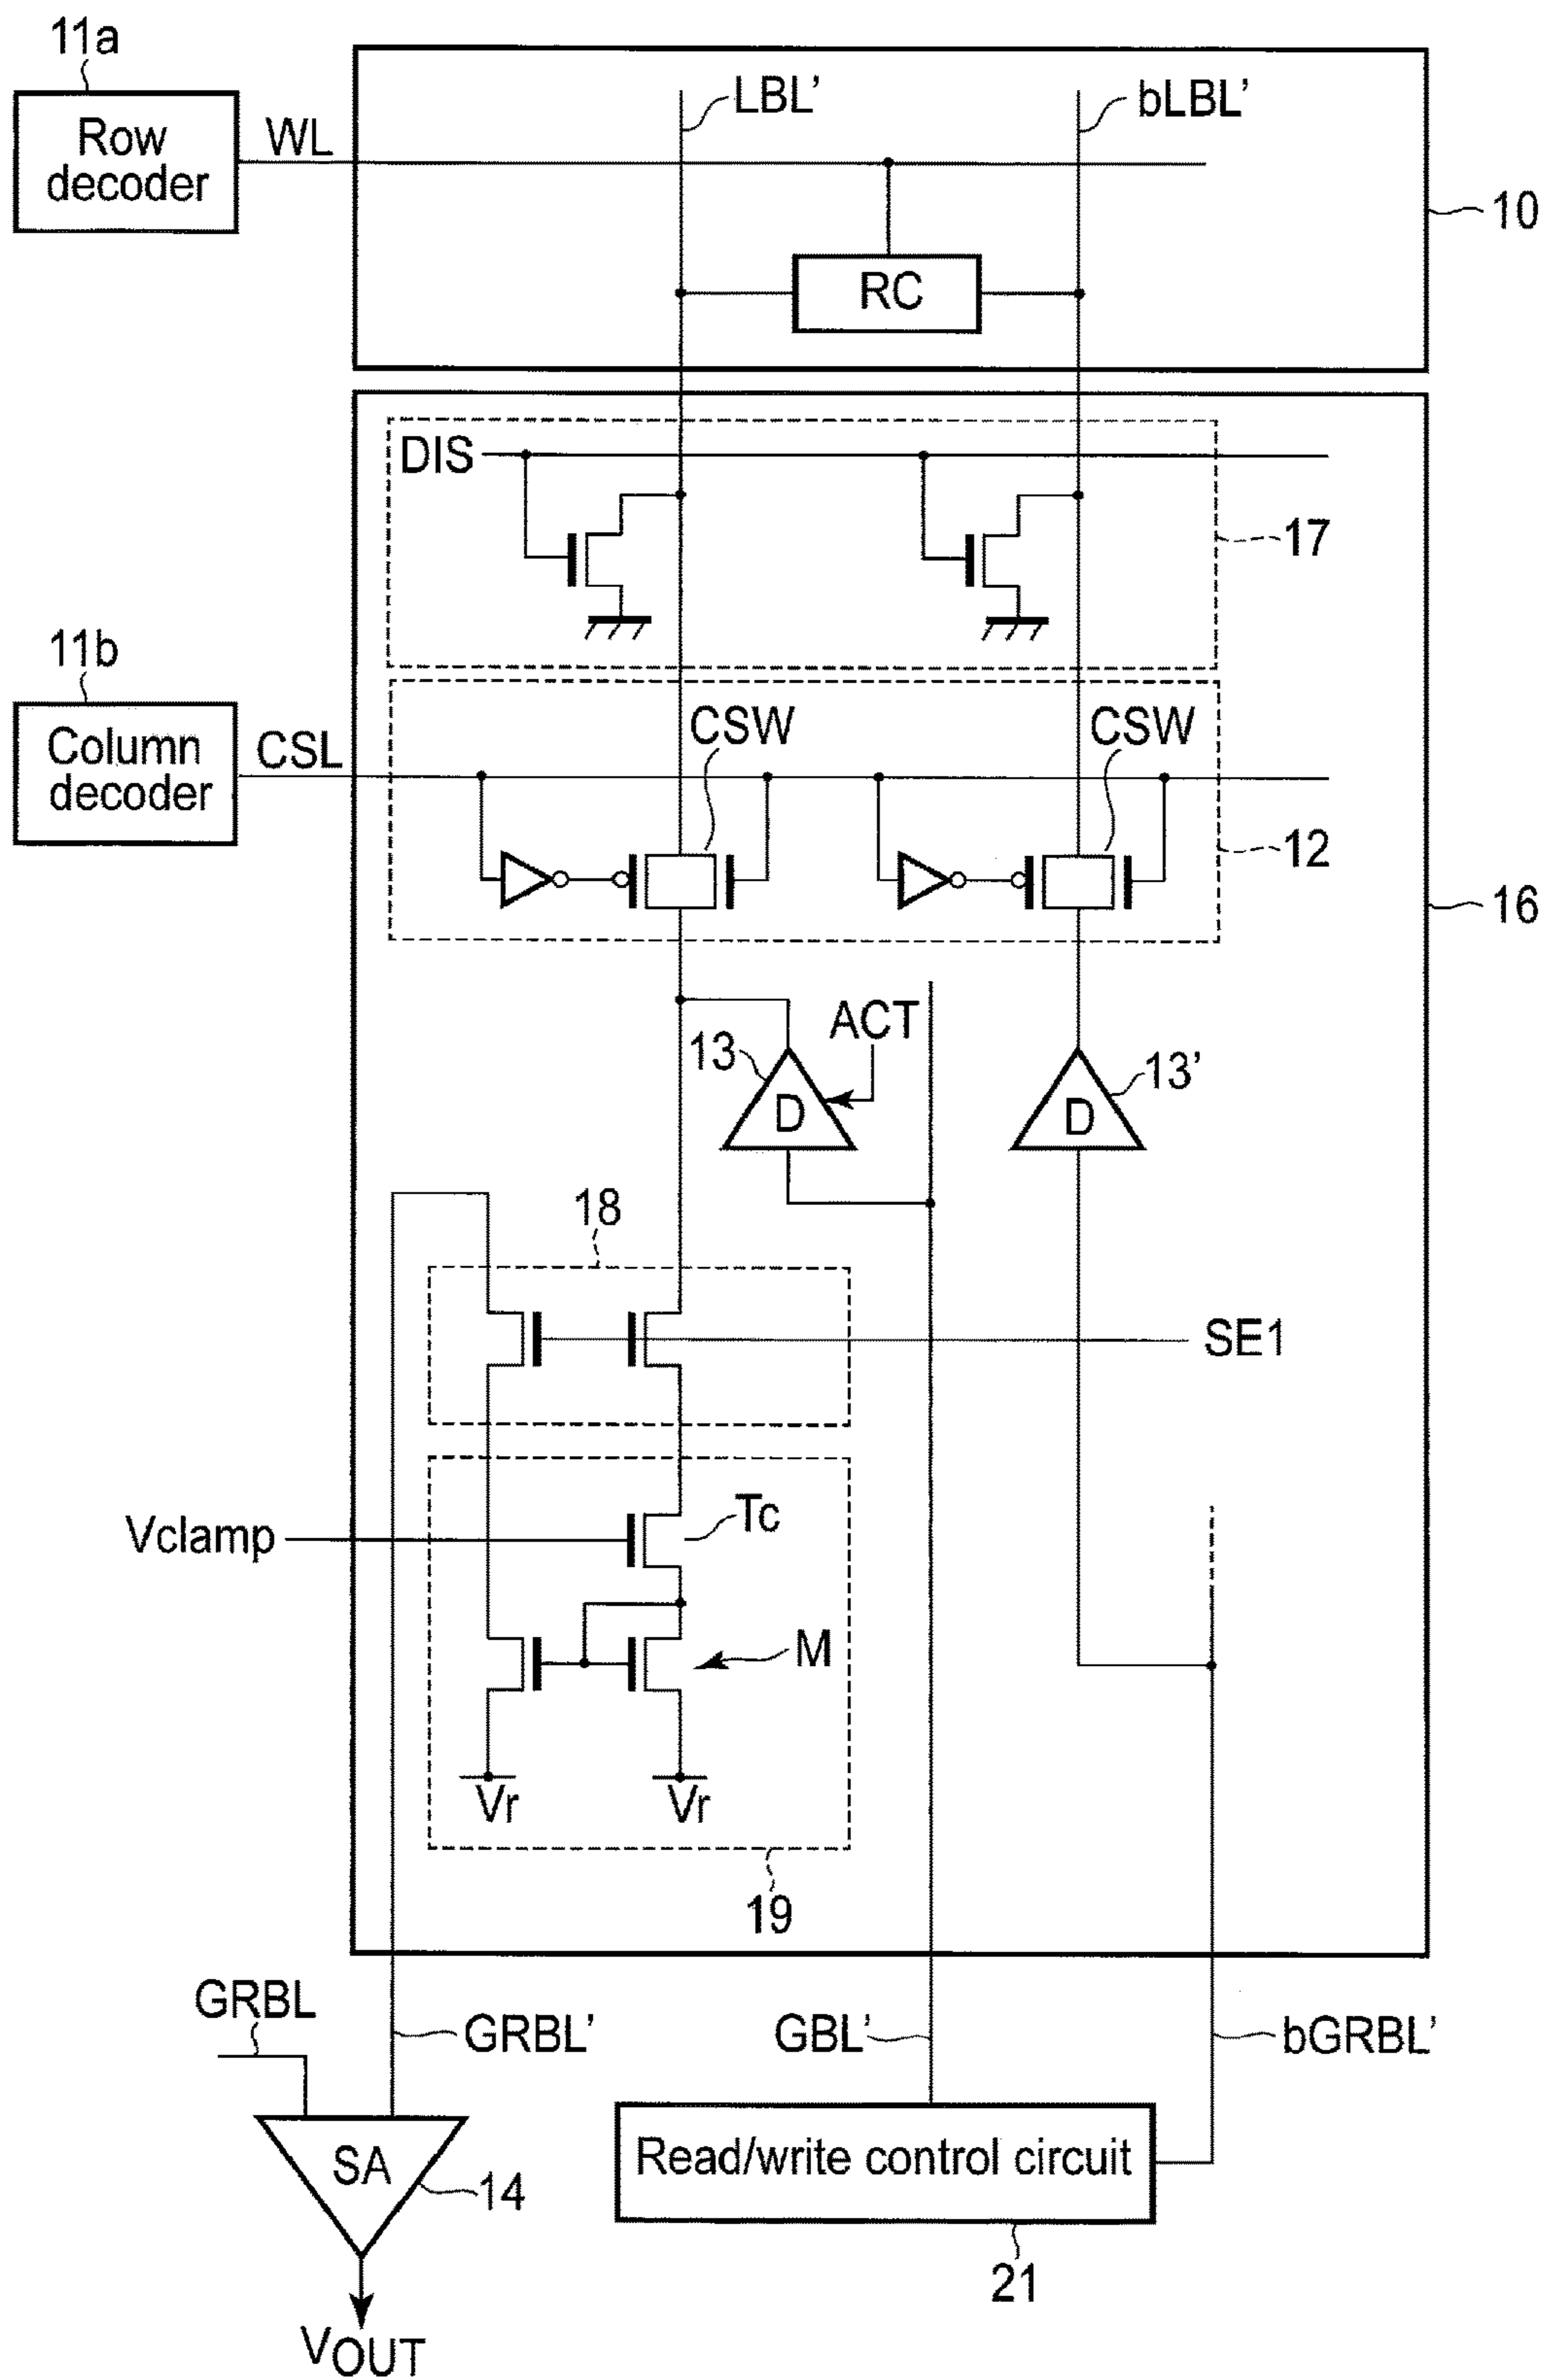 11a
Row
decoder
WL
LBL’
bLBL’
10
RC
DIS
17
11b
Column
decoder
CSL
CSW
CSW
12
16
ACT
13
D
13’
D
18
SE1
Vclamp
Tc
M
Vr
Vr
19
GRBL
GRBL’
GBL’
bGRBL’
SA
14
Read/write control circuit
21
VOUT